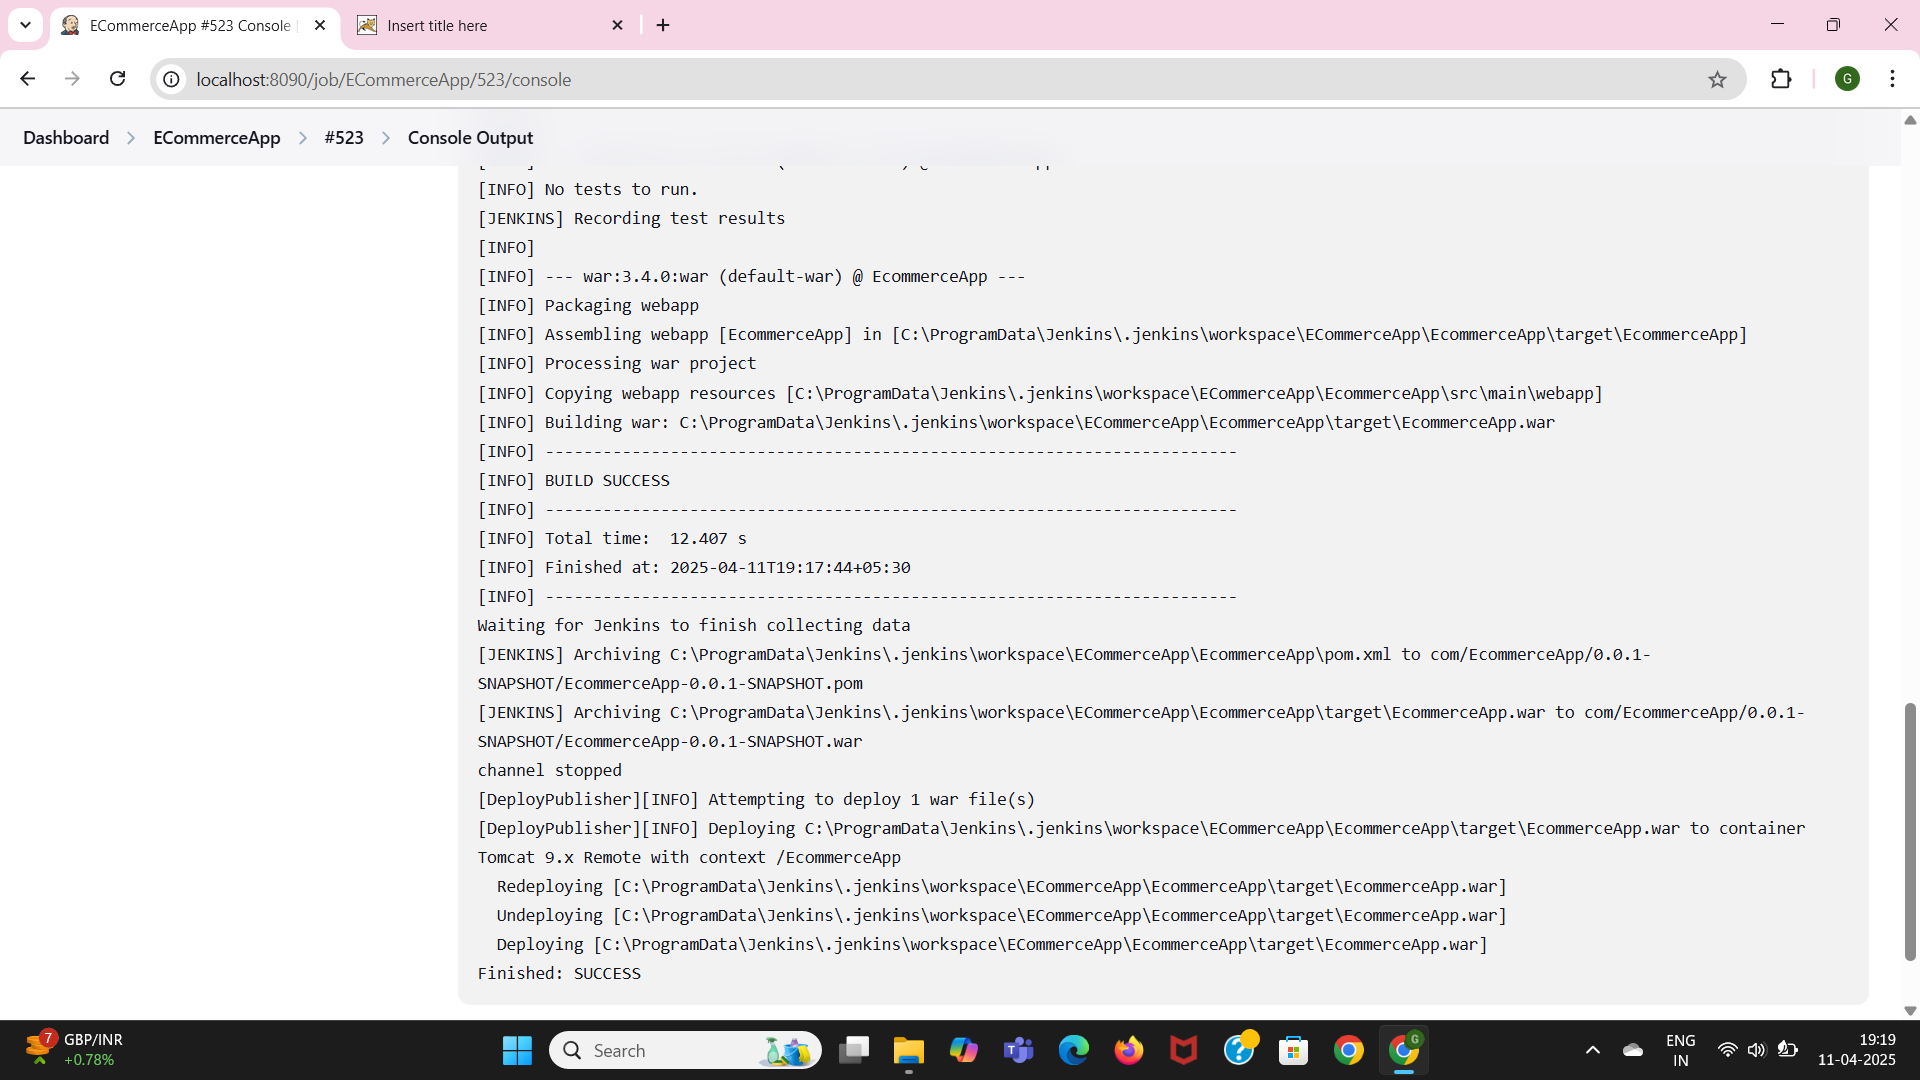 ECommerceApp #523 Console
Insert title here
localhost:8090/job/ECommerceApp/523/console
G
Dashboard > ECommerceApp > #523 > Console Output
[INFO] No tests to run.
[JENKINS] Recording test results
[INFO]
[INFO] --- war:3.4.0:war (default-war) @ EcommerceApp ---
[INFO] Packaging webapp
[INFO] Assembling webapp [EcommerceApp] in [C:\ProgramData\Jenkins\.jenkins\workspace\ECommerceApp\EcommerceApp\target\EcommerceApp]
[INFO] Processing war project
[INFO] Copying webapp resources [C:\ProgramData\Jenkins\.jenkins\workspace\ECommerceApp\EcommerceApp\src\main\webapp]
[INFO] Building war: C:\ProgramData\Jenkins\.jenkins\workspace\ECommerceApp\EcommerceApp\target\EcommerceApp.war
[INFO] ------------------------------------------------------------------------
[INFO] BUILD SUCCESS
[INFO] ------------------------------------------------------------------------
[INFO] Total time:  12.407 s
[INFO] Finished at: 2025-04-11T19:17:44+05:30
[INFO] ------------------------------------------------------------------------
Waiting for Jenkins to finish collecting data
[JENKINS] Archiving C:\ProgramData\Jenkins\.jenkins\workspace\ECommerceApp\EcommerceApp\pom.xml to com/EcommerceApp/0.0.1-
SNAPSHOT/EcommerceApp-0.0.1-SNAPSHOT.pom
[JENKINS] Archiving C:\ProgramData\Jenkins\.jenkins\workspace\ECommerceApp\EcommerceApp\target\EcommerceApp.war to com/EcommerceApp/0.0.1-
SNAPSHOT/EcommerceApp-0.0.1-SNAPSHOT.war
channel stopped
[DeployPublisher][INFO] Attempting to deploy 1 war file(s)
[DeployPublisher][INFO] Deploying C:\ProgramData\Jenkins\.jenkins\workspace\ECommerceApp\EcommerceApp\target\EcommerceApp.war to container
Tomcat 9.x Remote with context /EcommerceApp
  Redeploying [C:\ProgramData\Jenkins\.jenkins\workspace\ECommerceApp\EcommerceApp\target\EcommerceApp.war]
  Undeploying [C:\ProgramData\Jenkins\.jenkins\workspace\ECommerceApp\EcommerceApp\target\EcommerceApp.war]
  Deploying [C:\ProgramData\Jenkins\.jenkins\workspace\ECommerceApp\EcommerceApp\target\EcommerceApp.war]
Finished: SUCCESS
7
GBP/INR
+0.78%
Search
G
ENG
IN
19:19
11-04-2025